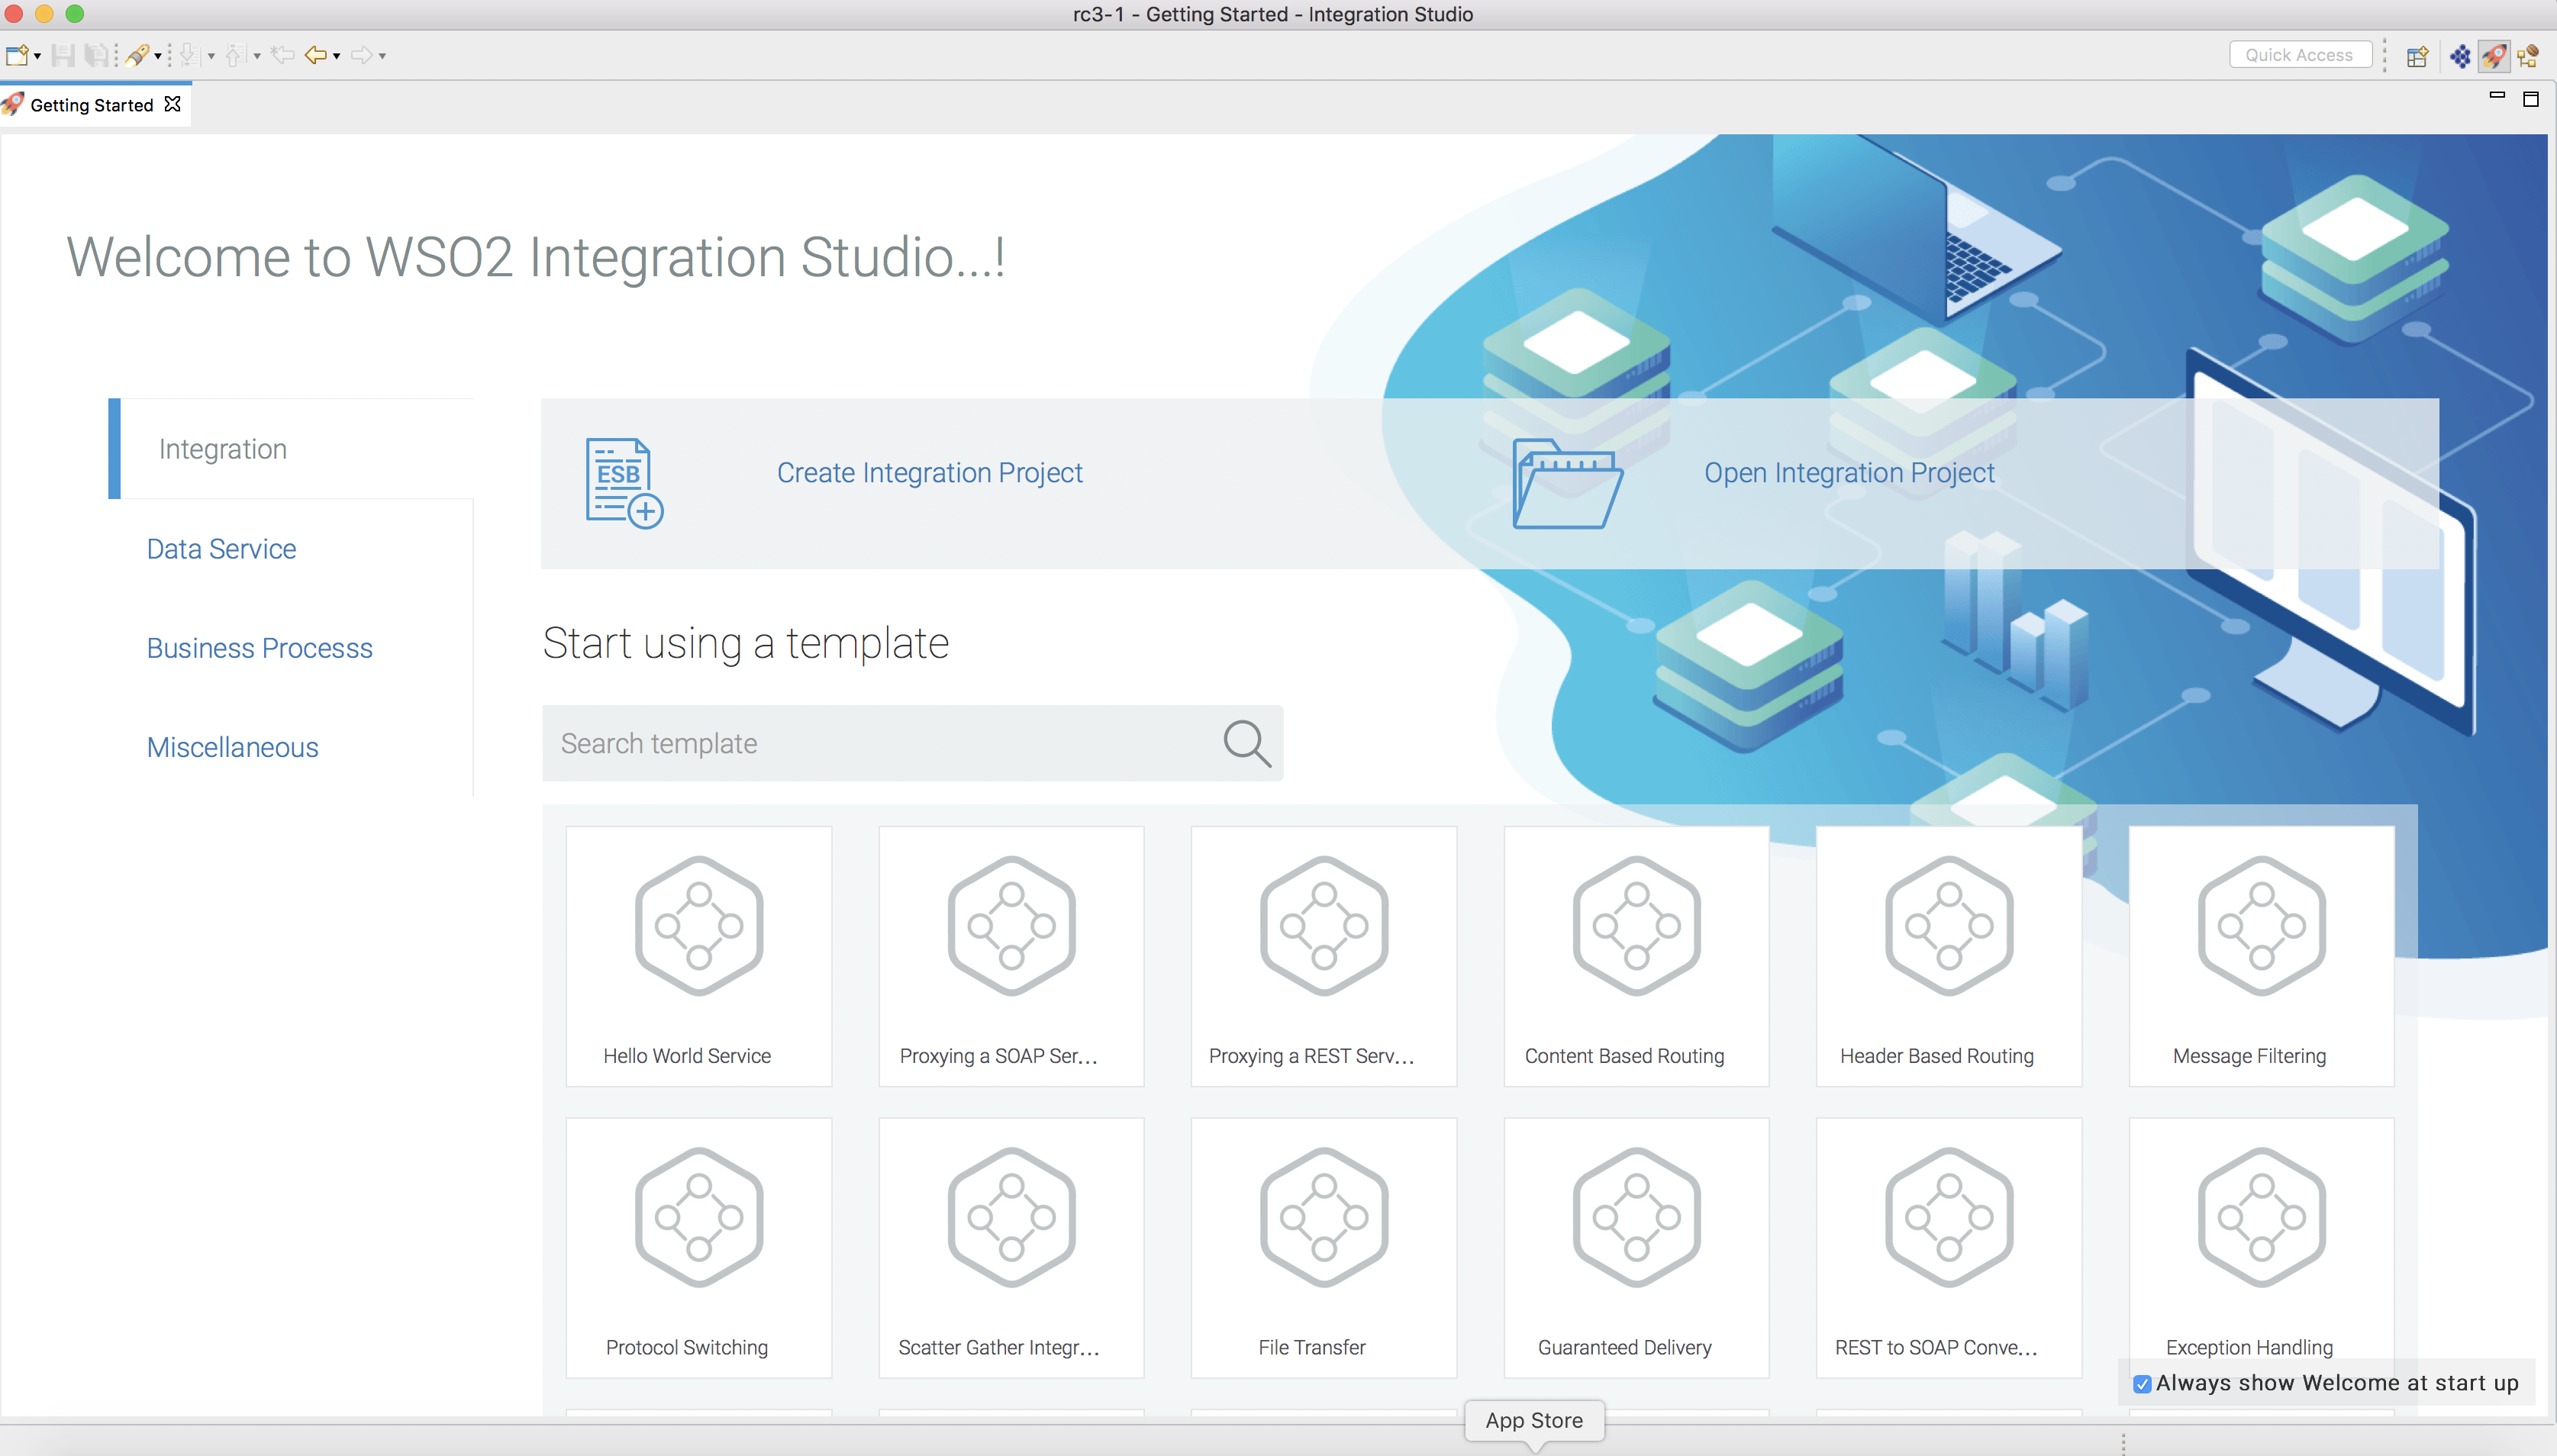 rc3-1 - Getting Started - Integration Studio
Quick Access
Getting Started
Welcome to WSO2 Integration Studio...!
Integration
Data Service
Business Processs
Miscellaneous
ESB
Create Integration Project
Open Integration Project
Start using a template
Search template
Hello World Service
Proxying a SOAP Ser...
Proxying a REST Serv...
Content Based Routing
Header Based Routing
Message Filtering
Protocol Switching
Scatter Gather Integr...
File Transfer
Guaranteed Delivery
REST to SOAP Conve...
Exception Handling
Always show Welcome at start up
App Store